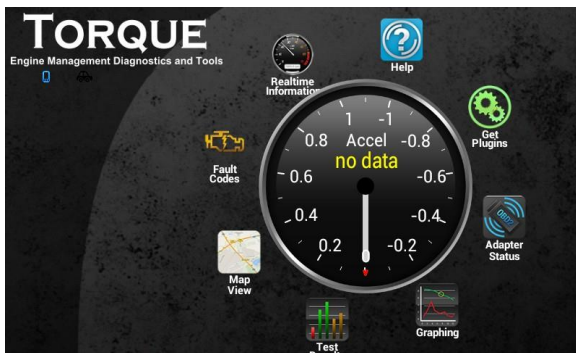 TORQUE
Engine Management Diagnostics and Tools
Help
Realtime
Information
Get
Plugins
1 -1
0.8 Accel -0.8
no data
Fault
Codes
0.6 -0.6
0.4 -0.4
OBD2
Adapter
Status
0.2 -0.2
Map
View
Graphing
Test